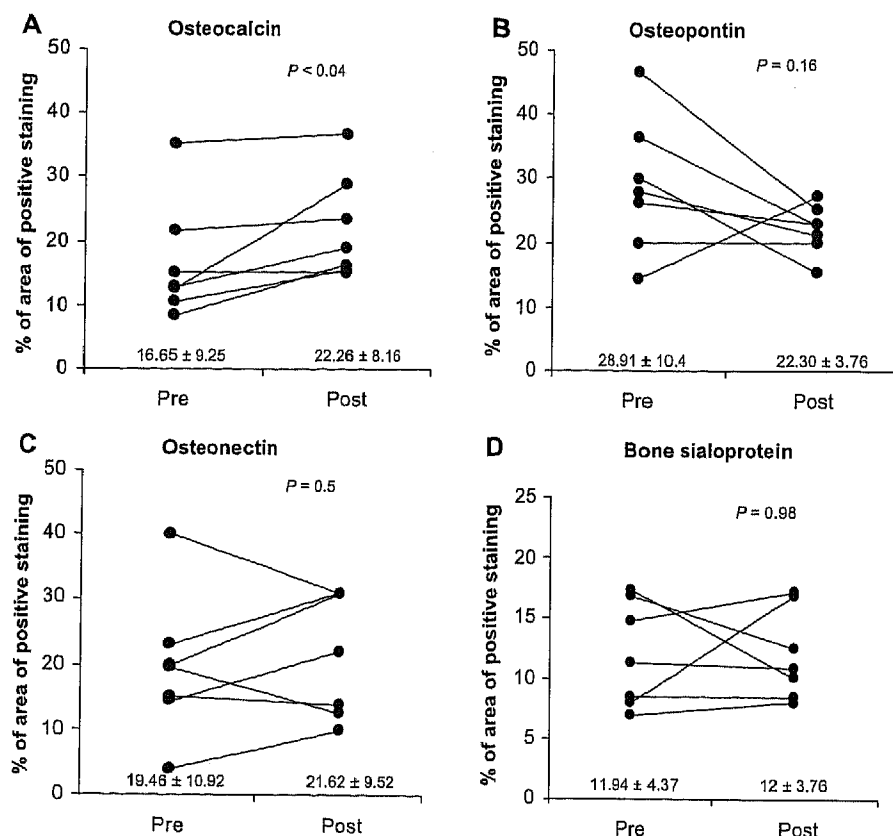 A
Osteocalcin
P < 0.04
% of area of positive staining
50
40
30
20
10
0
16.65 ± 9.25
22.26 ± 8.16
Pre
Post
B
Osteopontin
P = 0.16
% of area of positive staining
50
40
30
20
10
0
28.91 ± 10.4
22.30 ± 3.76
Pre
Post
C
Osteonectin
P = 0.5
% of area of positive staining
50
40
30
20
10
0
19.46 ± 10.92
21.62 ± 9.52
Pre
Post
D
Bone sialoprotein
P = 0.98
% of area of positive staining
25
20
15
10
5
0
11.94 ± 4.37
12 ± 3.76
Pre
Post